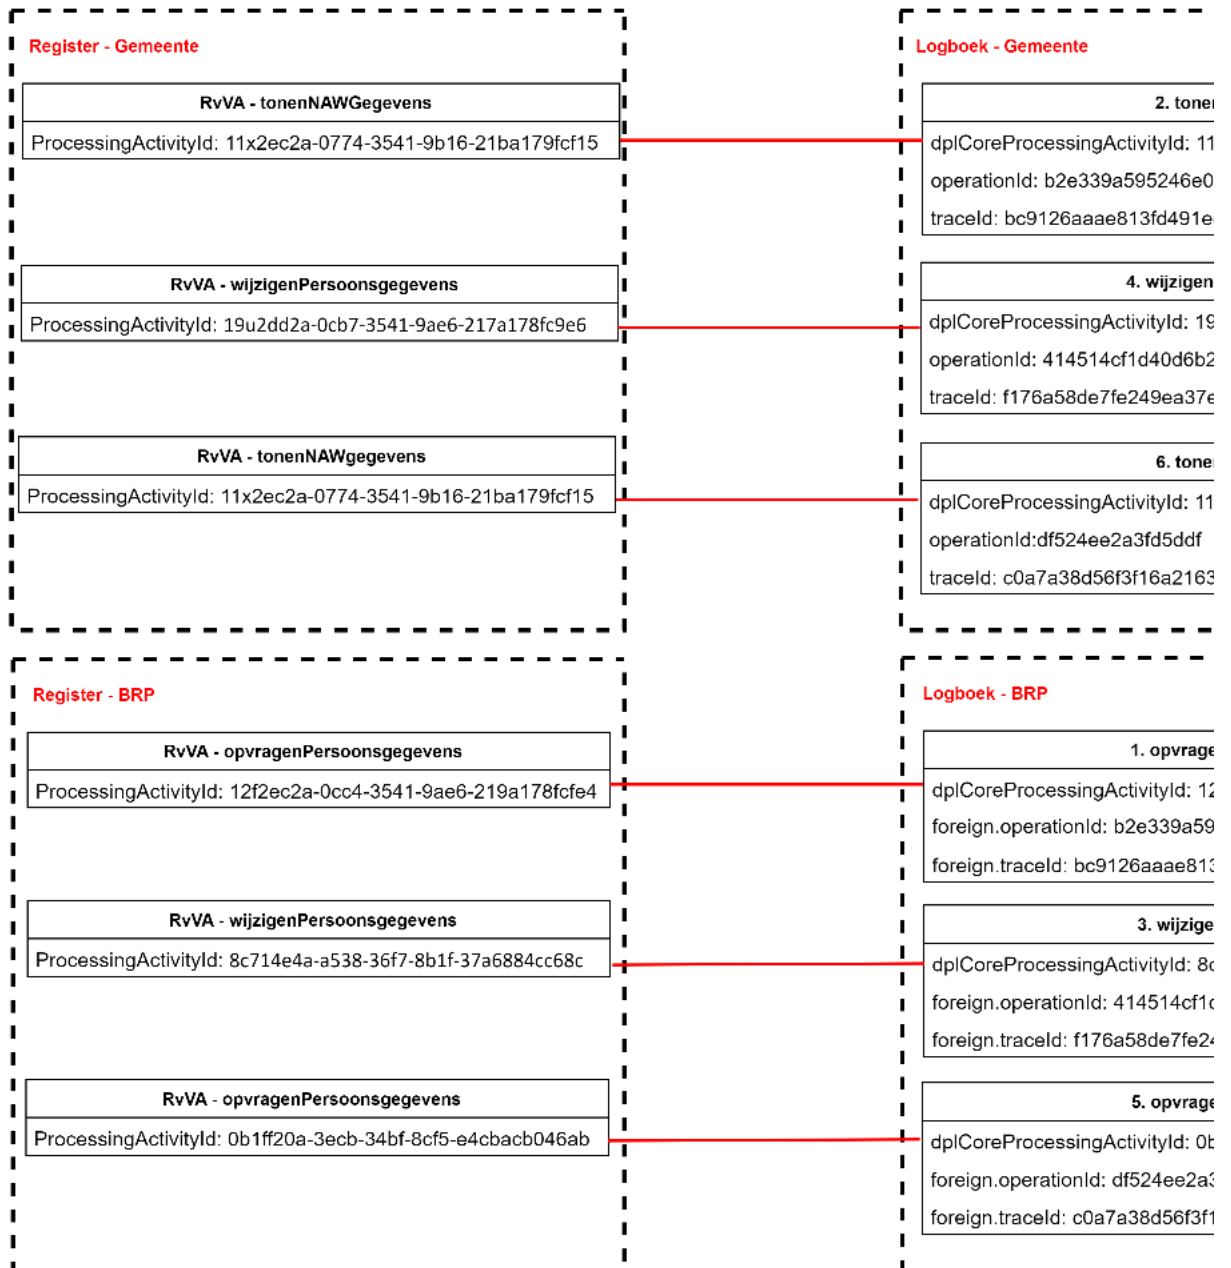 Register - Gemeente
RvVA - tonenNAWGegevens
ProcessingActivityId: 11x2ec2a-0774-3541-9b16-21ba179fcf15
RvVA - wijzigenPersoonsgegevens
ProcessingActivityId: 19u2dd2a-0cb7-3541-9ae6-217a178fc9e6
RvVA - tonenNAWgegevens
ProcessingActivityId: 11x2ec2a-0774-3541-9b16-21ba179fcf15
Logboek - Gemeente
2. tonen
dplCoreProcessingActivityId: 11
operationId: b2e339a595246e0
traceId: bc9126aaae813fd491e
4. wijzigen
dplCoreProcessingActivityId: 19
operationId: 414514cf1d40d6b2
traceId: f176a58de7fe249ea37e
6. tonen
dplCoreProcessingActivityId: 11
operationId:df524ee2a3fd5ddf
traceId: c0a7a38d56f3f16a2163
Register - BRP
RvVA - opvragenPersoonsgegevens
ProcessingActivityId: 12f2ec2a-0cc4-3541-9ae6-219a178fcfe4
RvVA - wijzigenPersoonsgegevens
ProcessingActivityId: 8c714e4a-a538-36f7-8b1f-37a6884cc68c
RvVA - opvragenPersoonsgegevens
ProcessingActivityId: 0b1ff20a-3ecb-34bf-8cf5-e4cbacb046ab
Logboek - BRP
1. opvrage
dplCoreProcessingActivityId: 12
foreign.operationId: b2e339a59
foreign.traceId: bc9126aaae813
3. wijzige
dplCoreProcessingActivityId: 8c
foreign.operationId: 414514cf1d
foreign.traceId: f176a58de7fe24
5. opvrage
dplCoreProcessingActivityId: 0b
foreign.operationId: df524ee2a3
foreign.traceId: c0a7a38d56f3f1